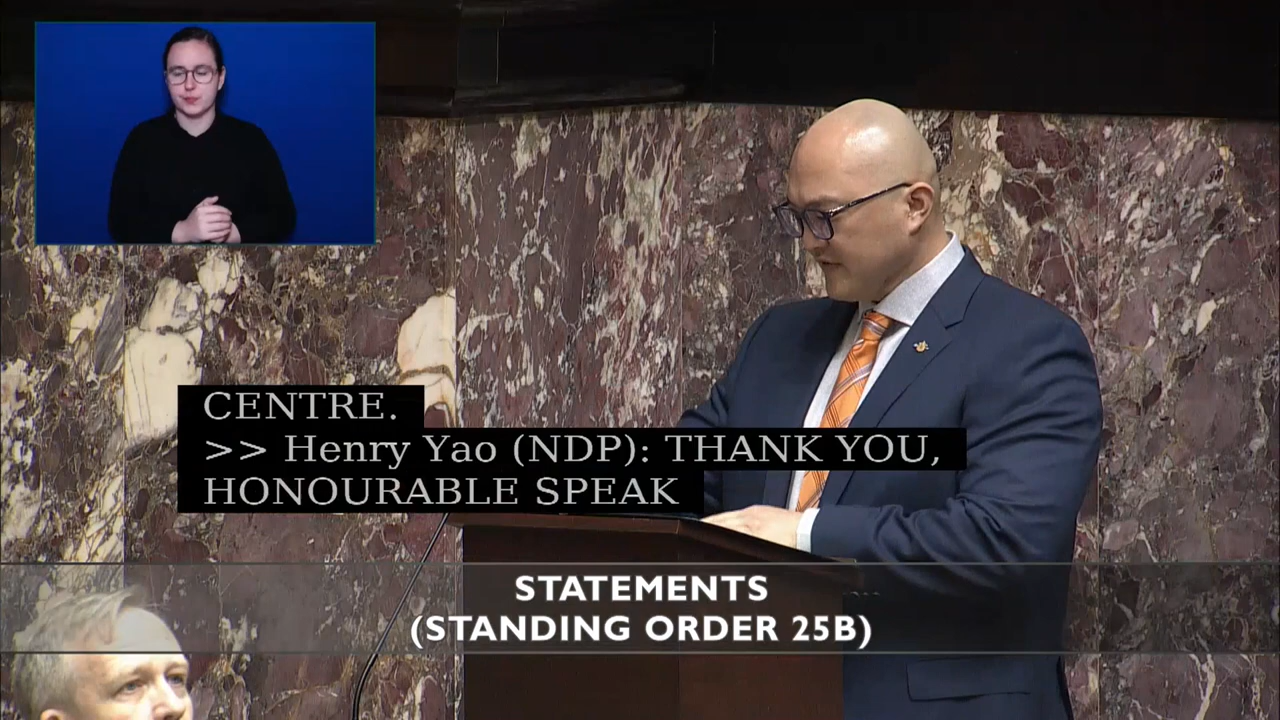 CENTRE.
>> Henry Yao (NDP): THANK YOU,
HONOURABLE SPEAK
STATEMENTS
(STANDING ORDER 25B)